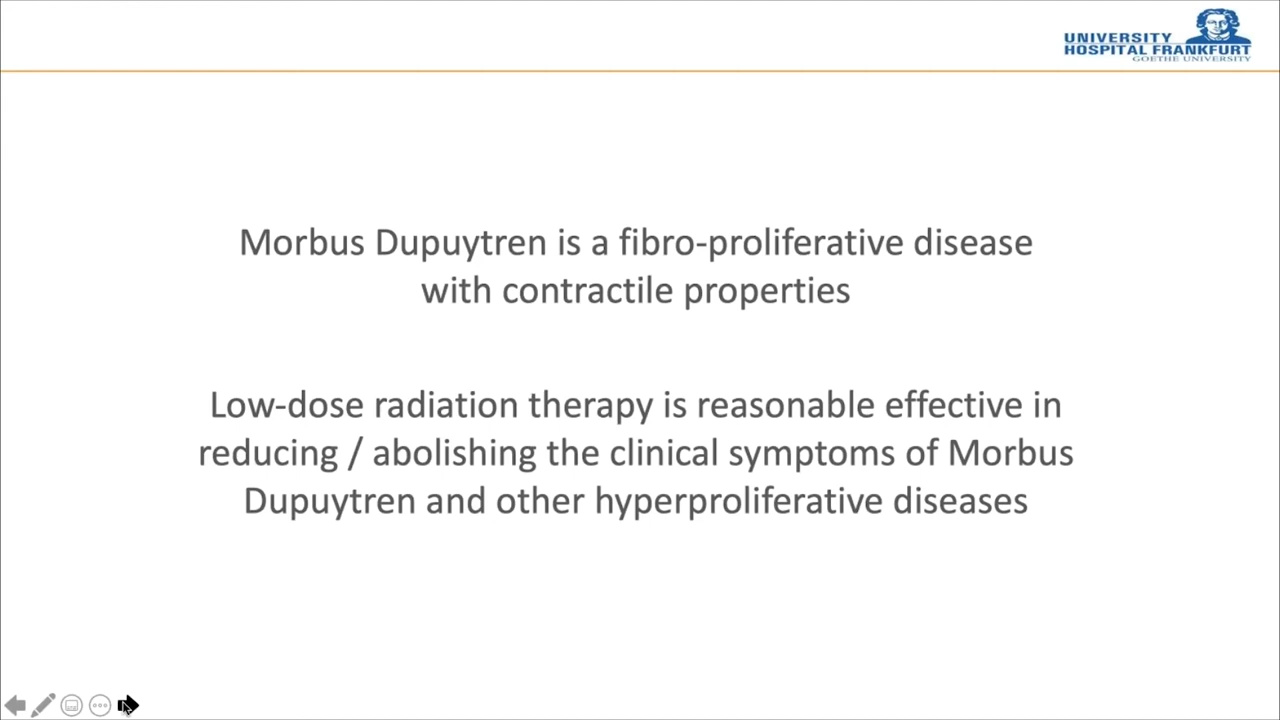 UNIVERSITY
HOSPITAL FRANKFURT
GOETHE UNIVERSITY
Morbus Dupuytren is a fibro-proliferative disease
with contractile properties
Low-dose radiation therapy is reasonable effective in
reducing / abolishing the clinical symptoms of Morbus
Dupuytren and other hyperproliferative diseases